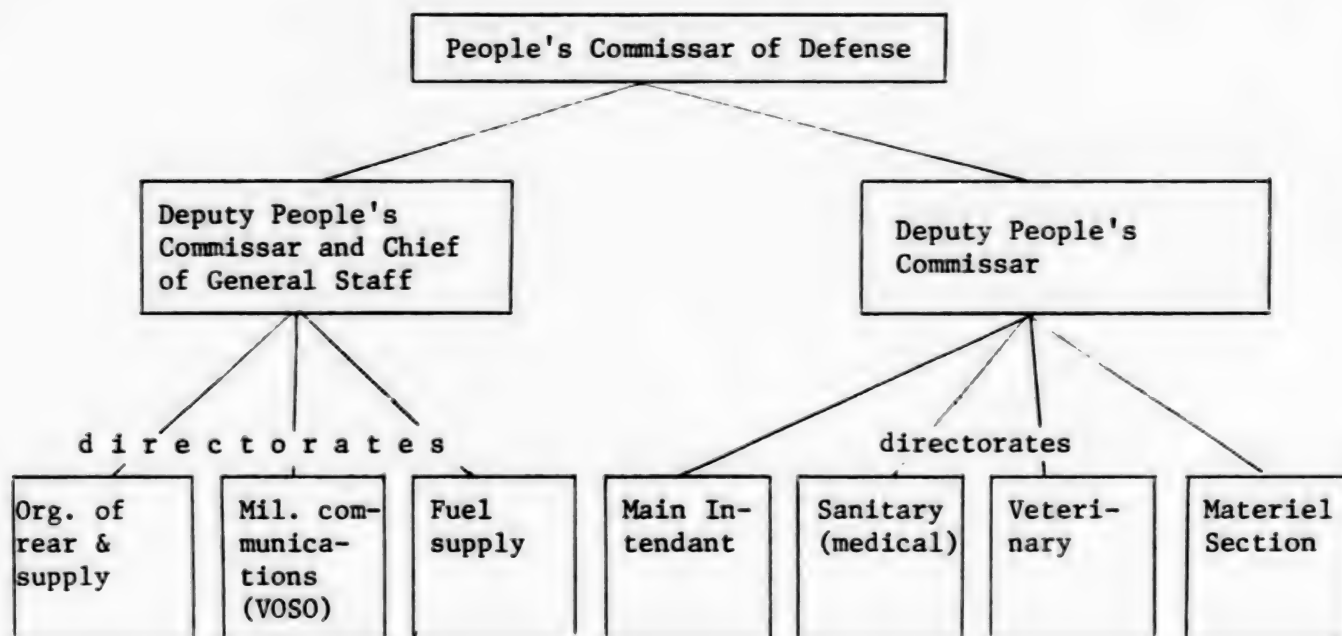 People's Commissar of Defense
Deputy People's
Commissar and Chief
of General Staff
Deputy People's
Commissar
directorates
directorates
Org. of
rear &
supply
Mil. com-
munica-
tions
(VOSO)
Fuel
supply
Main In-
tendant
Sanitary
(medical)
Veteri-
nary
Materiel
Section